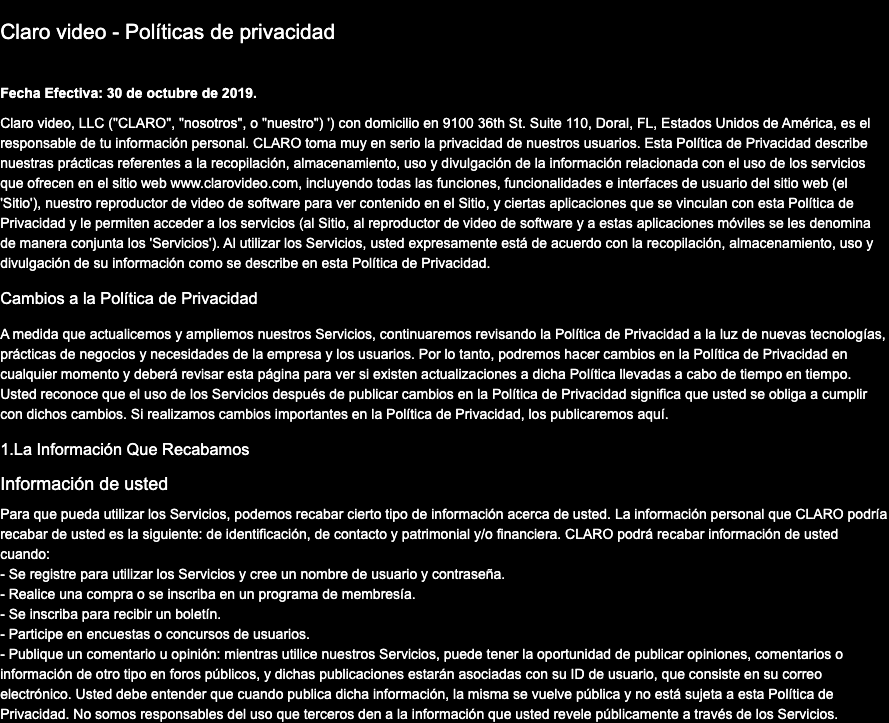 Claro video - Políticas de privacidad
Fecha Efectiva: 30 de octubre de 2019.
Claro video, LLC ("CLARO", "nosotros", o "nuestro") ') con domicilio en 9100 36th St. Suite 110, Doral, FL, Estados Unidos de América, es el
responsable de tu información personal. CLARO toma muy en serio la privacidad de nuestros usuarios. Esta Política de Privacidad describe
nuestras prácticas referentes a la recopilación, almacenamiento, uso y divulgación de la información relacionada con el uso de los servicios
que ofrecen en el sitio web www.clarovideo.com, incluyendo todas las funciones, funcionalidades e interfaces de usuario del sitio web (el
'Sitio'), nuestro reproductor de video de software para ver contenido en el Sitio, y ciertas aplicaciones que se vinculan con esta Política de
Privacidad y le permiten acceder a los servicios (al Sitio, al reproductor de video de software y a estas aplicaciones móviles se les denomina
de manera conjunta los 'Servicios'). Al utilizar los Servicios, usted expresamente está de acuerdo con la recopilación, almacenamiento, uso y
divulgación de su información como se describe en esta Política de Privacidad.
Cambios a la Política de Privacidad
A medida que actualicemos y ampliemos nuestros Servicios, continuaremos revisando la Política de Privacidad a la luz de nuevas tecnologías,
prácticas de negocios y necesidades de la empresa y los usuarios. Por lo tanto, podremos hacer cambios en la Política de Privacidad en
cualquier momento y deberá revisar esta página para ver si existen actualizaciones a dicha Política llevadas a cabo de tiempo en tiempo.
Usted reconoce que el uso de los Servicios después de publicar cambios en la Política de Privacidad significa que usted se obliga a cumplir
con dichos cambios. Si realizamos cambios importantes en la Política de Privacidad, los publicaremos aquí.
1.La Información Que Recabamos
Información de usted
Para que pueda utilizar los Servicios, podemos recabar cierto tipo de información acerca de usted. La información personal que CLARO podría
recabar de usted es la siguiente: de identificación, de contacto y patrimonial y/o financiera. CLARO podrá recabar información de usted
cuando:
- Se registre para utilizar los Servicios y cree un nombre de usuario y contraseña.
- Realice una compra o se inscriba en un programa de membresía.
- Se inscriba para recibir un boletín.
- Participe en encuestas o concursos de usuarios.
- Publique un comentario u opinión: mientras utilice nuestros Servicios, puede tener la oportunidad de publicar opiniones, comentarios o
información de otro tipo en foros públicos, y dichas publicaciones estarán asociadas con su ID de usuario, que consiste en su correo
electrónico. Usted debe entender que cuando publica dicha información, la misma se vuelve pública y no está sujeta a esta Política de
Privacidad. No somos responsables del uso que terceros den a la información que usted revele públicamente a través de los Servicios.